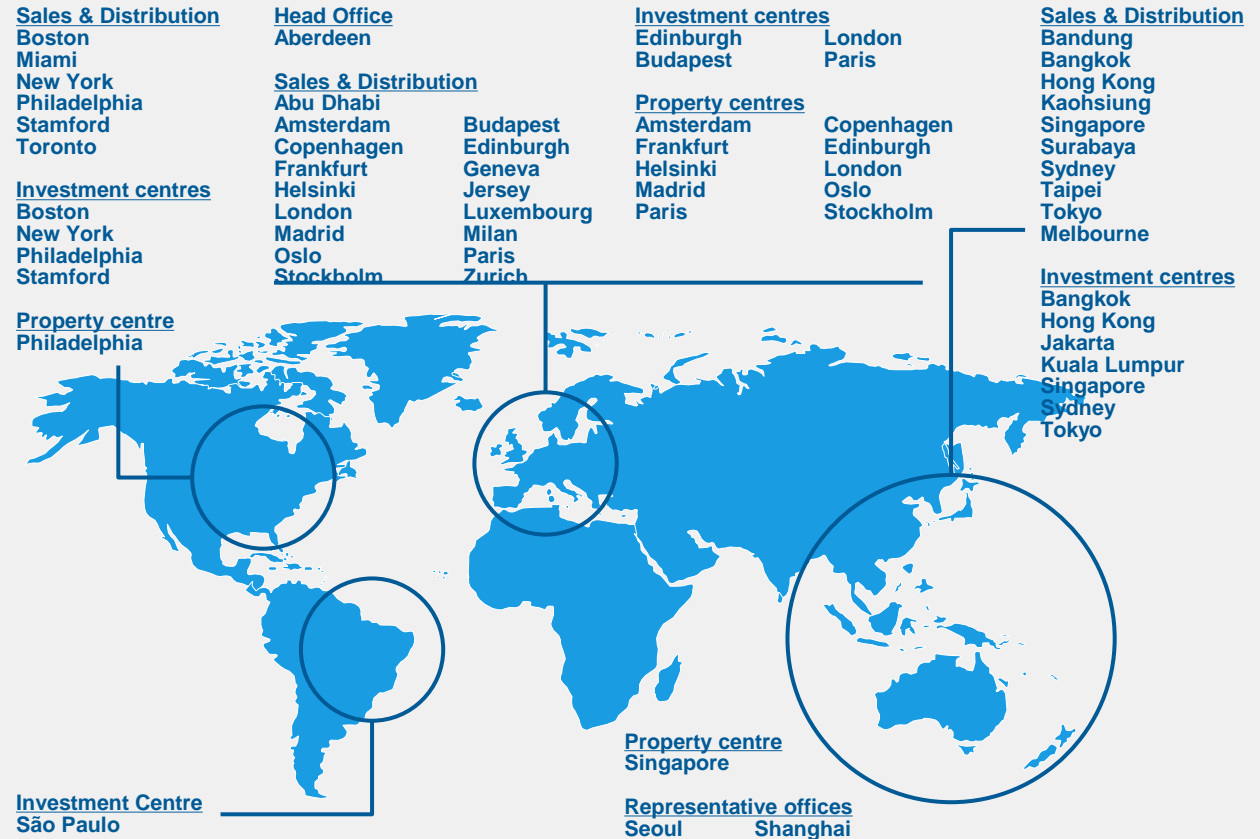 Sales & Distribution
Boston
Miami
New York
Philadelphia
Stamford
Toronto
Investment centres
Boston
New York
Philadelphia
Stamford
Property centre
Philadelphia
Head Office
Aberdeen
Sales & Distribution
Abu Dhabi
Amsterdam Budapest
Copenhagen Edinburgh
Frankfurt Geneva
Helsinki Jersey
London Luxembourg
Madrid Milan
Oslo Paris
Stockholm Zurich
Investment centres
Edinburgh London
Budapest Paris
Property centres
Amsterdam Copenhagen
Frankfurt Edinburgh
Helsinki London
Madrid Oslo
Paris Stockholm
Sales & Distribution
Bandung
Bangkok
Hong Kong
Kaohsiung
Singapore
Surabaya
Sydney
Taipei
Tokyo
Melbourne
Investment centres
Bangkok
Hong Kong
Jakarta
Kuala Lumpur
Singapore
Sydney
Tokyo
Property centre
Singapore
Representative offices
Seoul Shanghai
Investment Centre
São Paulo